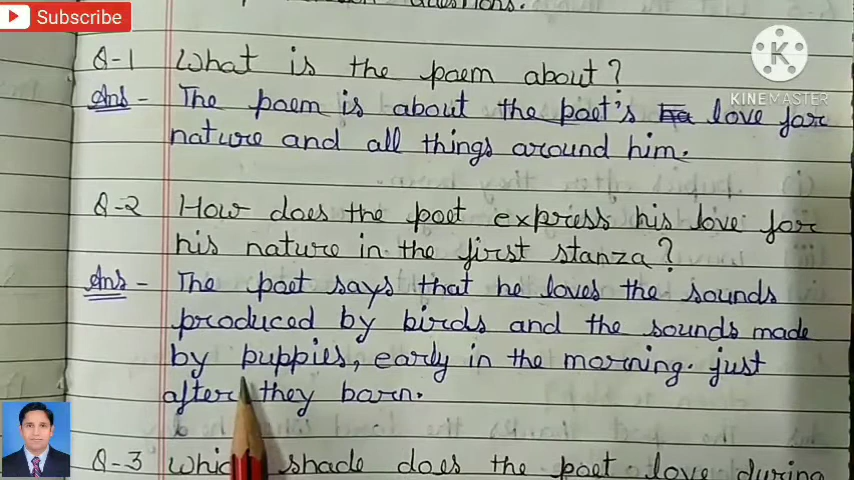 Subscribe
Questions.
KINEMASTER
Q-1 What is the poem about?
Ans - The poem is about the poet's love for
nature and all things around him.
Q-2 How does the poet express his love for
his nature in the first stanza?
Ans - The poet says that he loves the sounds
produced by birds and the sounds made
by puppies, early in the morning. just
after they born.
Q-3 Which shade does the poet love during